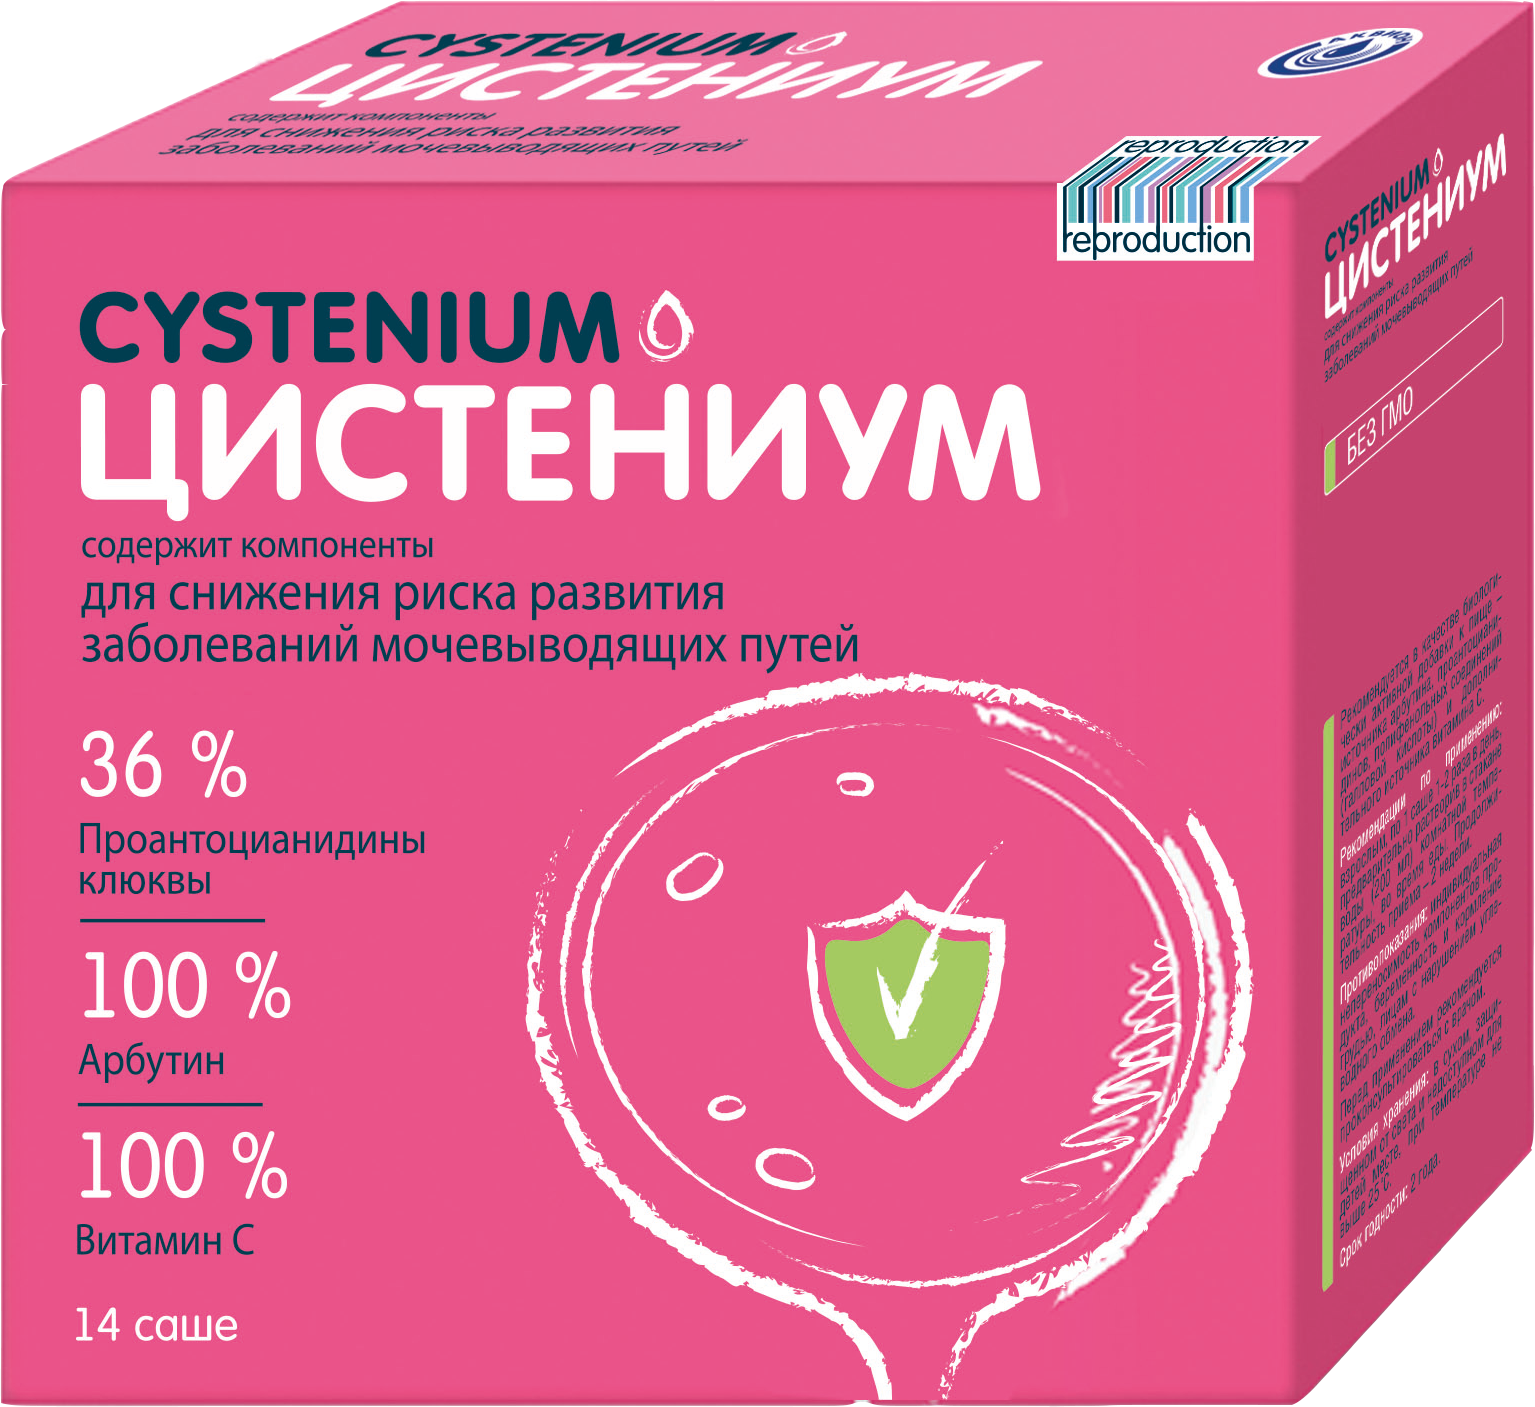 CYSTENIUM
ЦИСТЕНИУМ
содержит компоненты
для снижения риска развития
заболеваний мочевыводящих путей
АКВИОН
reproduction
reproduction
CYSTENIUM
ЦИСТЕНИУМ
содержит компоненты
для снижения риска развития
заболеваний мочевыводящих путей
36 %
Проантоцианидины
клюквы
100 %
Арбутин
100 %
Витамин С
14 саше
CYSTENIUM
ЦИСТЕНИУМ
содержит компоненты
для снижения риска развития
заболеваний мочевыводящих путей
БЕЗ ГМО
Рекомендуется в качестве биологи-
чески активной добавки к пище –
источника арбутина, проантоциани-
динов, полифенольных соединений
(галловой кислоты) и дополни-
тельного источника витамина С.
Рекомендации по применению:
взрослым, по 1 саше 1-2 раза в день,
предварительно растворив в стакане
воды (200 мл) комнатной темпе-
ратуры, во время еды. Продолжи-
тельность приема – 2 недели.
Противопоказания: индивидуальная
непереносимость компонентов про-
дукта, беременность и кормление
грудью, лицам с нарушением угле-
водного обмена.
Перед применением рекомендуется
проконсультироваться с врачом.
Условия хранения: в сухом, защи-
щенном от света и недоступном для
детей месте, при температуре не
выше 25°С.
Срок годности: 2 года.